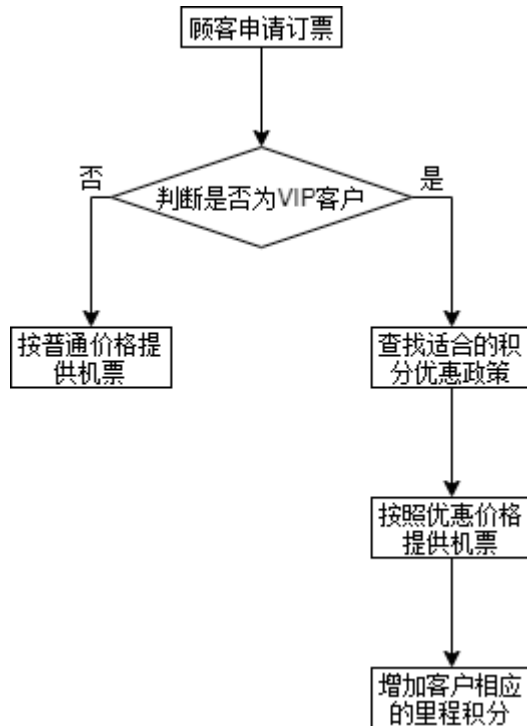 顾客申请订票
否
是
判断是否为VIP客户
按普通价格提
供机票
查找适合的积
分优惠政策
按照优惠价格
提供机票
增加客户相应
的里程积分